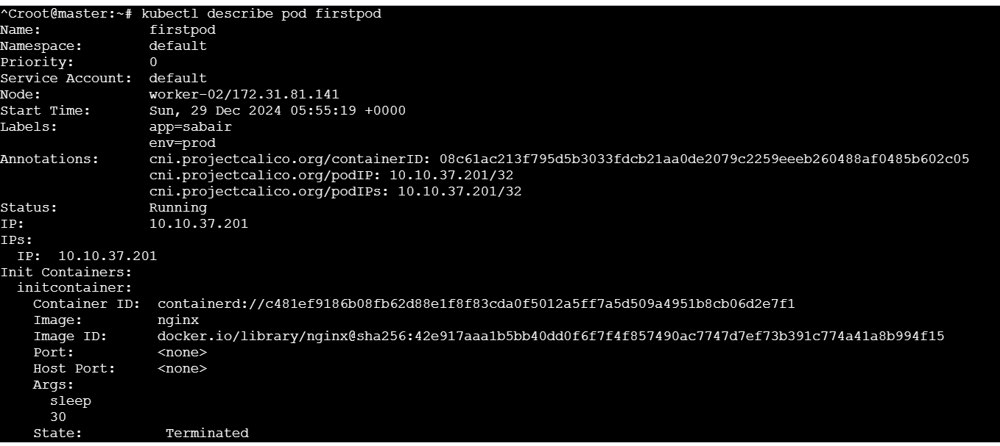 ^Croot@master:~# kubectl describe pod firstpod
Name:             firstpod
Namespace:        default
Priority:         0
Service Account:  default
Node:             worker-02/172.31.81.141
Start Time:       Sun, 29 Dec 2024 05:55:19 +0000
Labels:           app=sabair
                  env=prod
Annotations:      cni.projectcalico.org/containerID: 08c61ac213f795d5b3033fdcb21aa0de2079c2259eeeb260488af0485b602c05
                  cni.projectcalico.org/podIP: 10.10.37.201/32
                  cni.projectcalico.org/podIPs: 10.10.37.201/32
Status:           Running
IP:               10.10.37.201
IPs:
  IP:  10.10.37.201
Init Containers:
  initcontainer:
    Container ID:  containerd://c481ef9186b08fb62d88e1f8f83cda0f5012a5ff7a5d509a4951b8cb06d2e7f1
    Image:         nginx
    Image ID:      docker.io/library/nginx@sha256:42e917aaa1b5bb40dd0f6f7f4f857490ac7747d7ef73b391c774a41a8b994f15
    Port:          <none>
    Host Port:     <none>
    Args:
      sleep
      30
    State:          Terminated